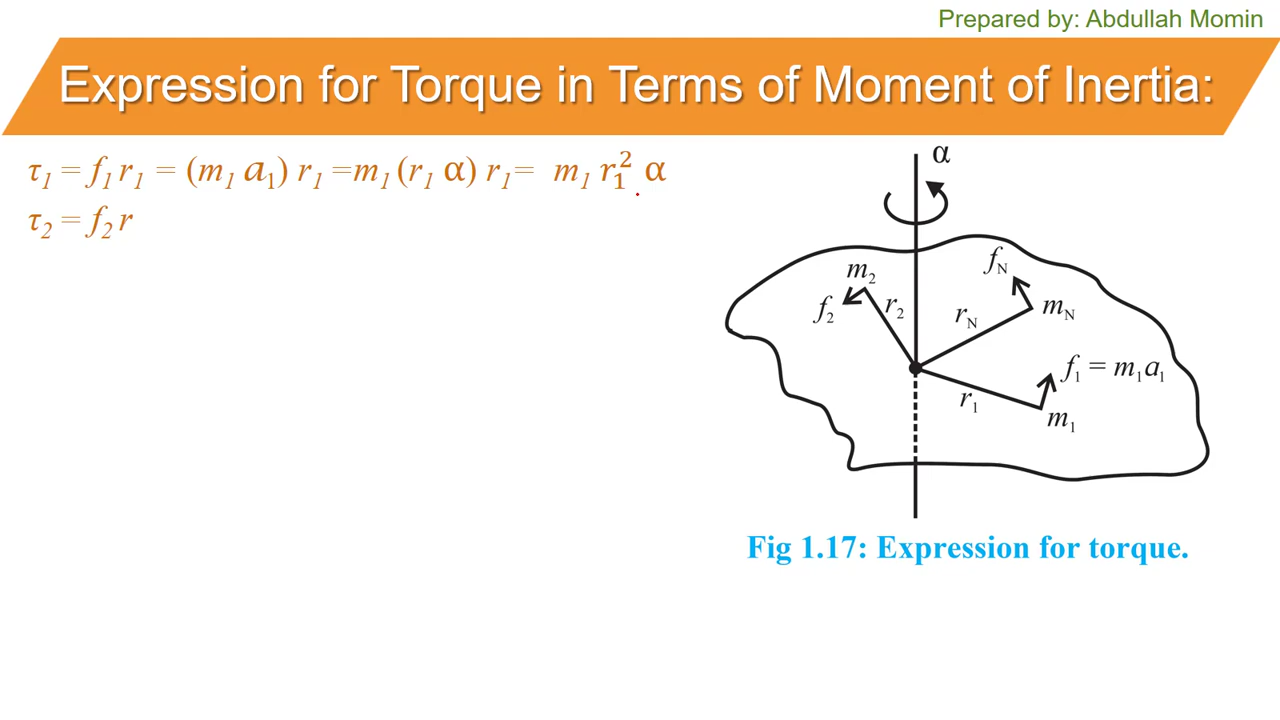 Prepared by: Abdullah Momin
Expression for Torque in Terms of Moment of Inertia:
τ₁ = f₁ r₁ = (m₁ a₁) r₁ =m₁ (r₁ α) r₁= m₁ r₁² α
τ₂ = f₂ r
α
f_N
m₂
f₂
r₂
r_N
m_N
f₁ = m₁a₁
r₁
m₁
Fig 1.17: Expression for torque.